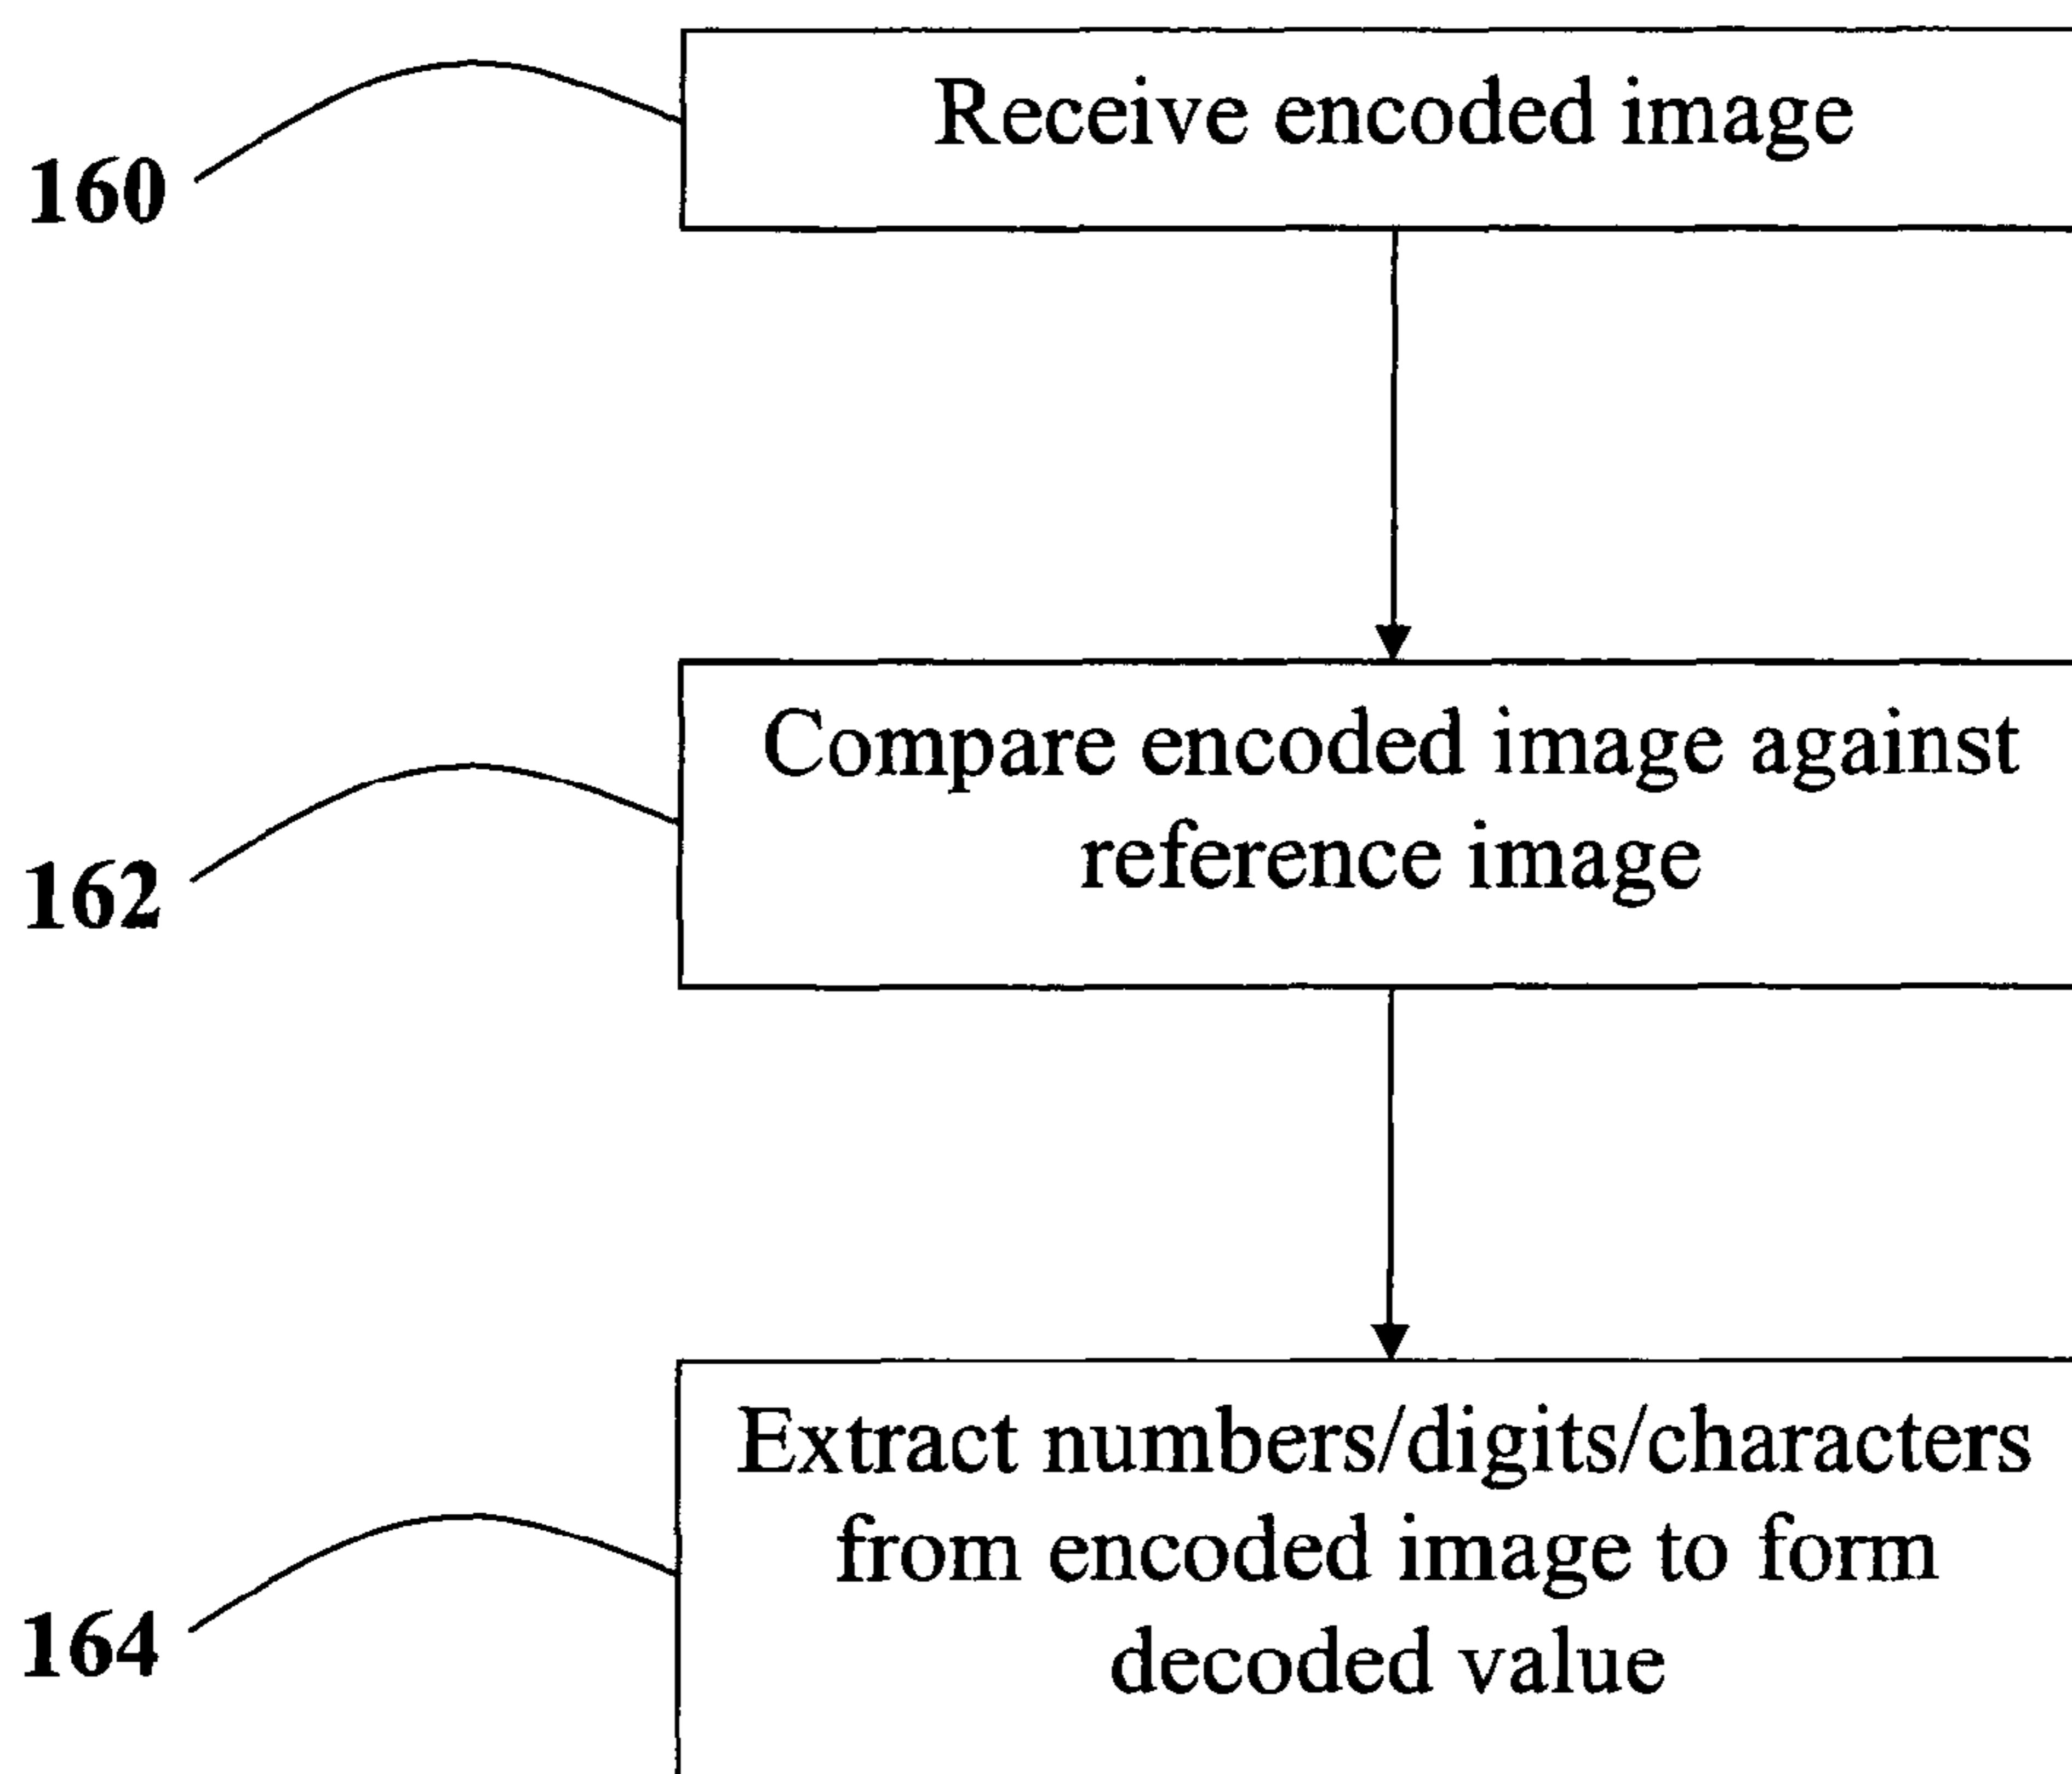 Receive encoded image
160
Compare encoded image against
reference image
162
Extract numbers/digits/characters
from encoded image to form
decoded value
164